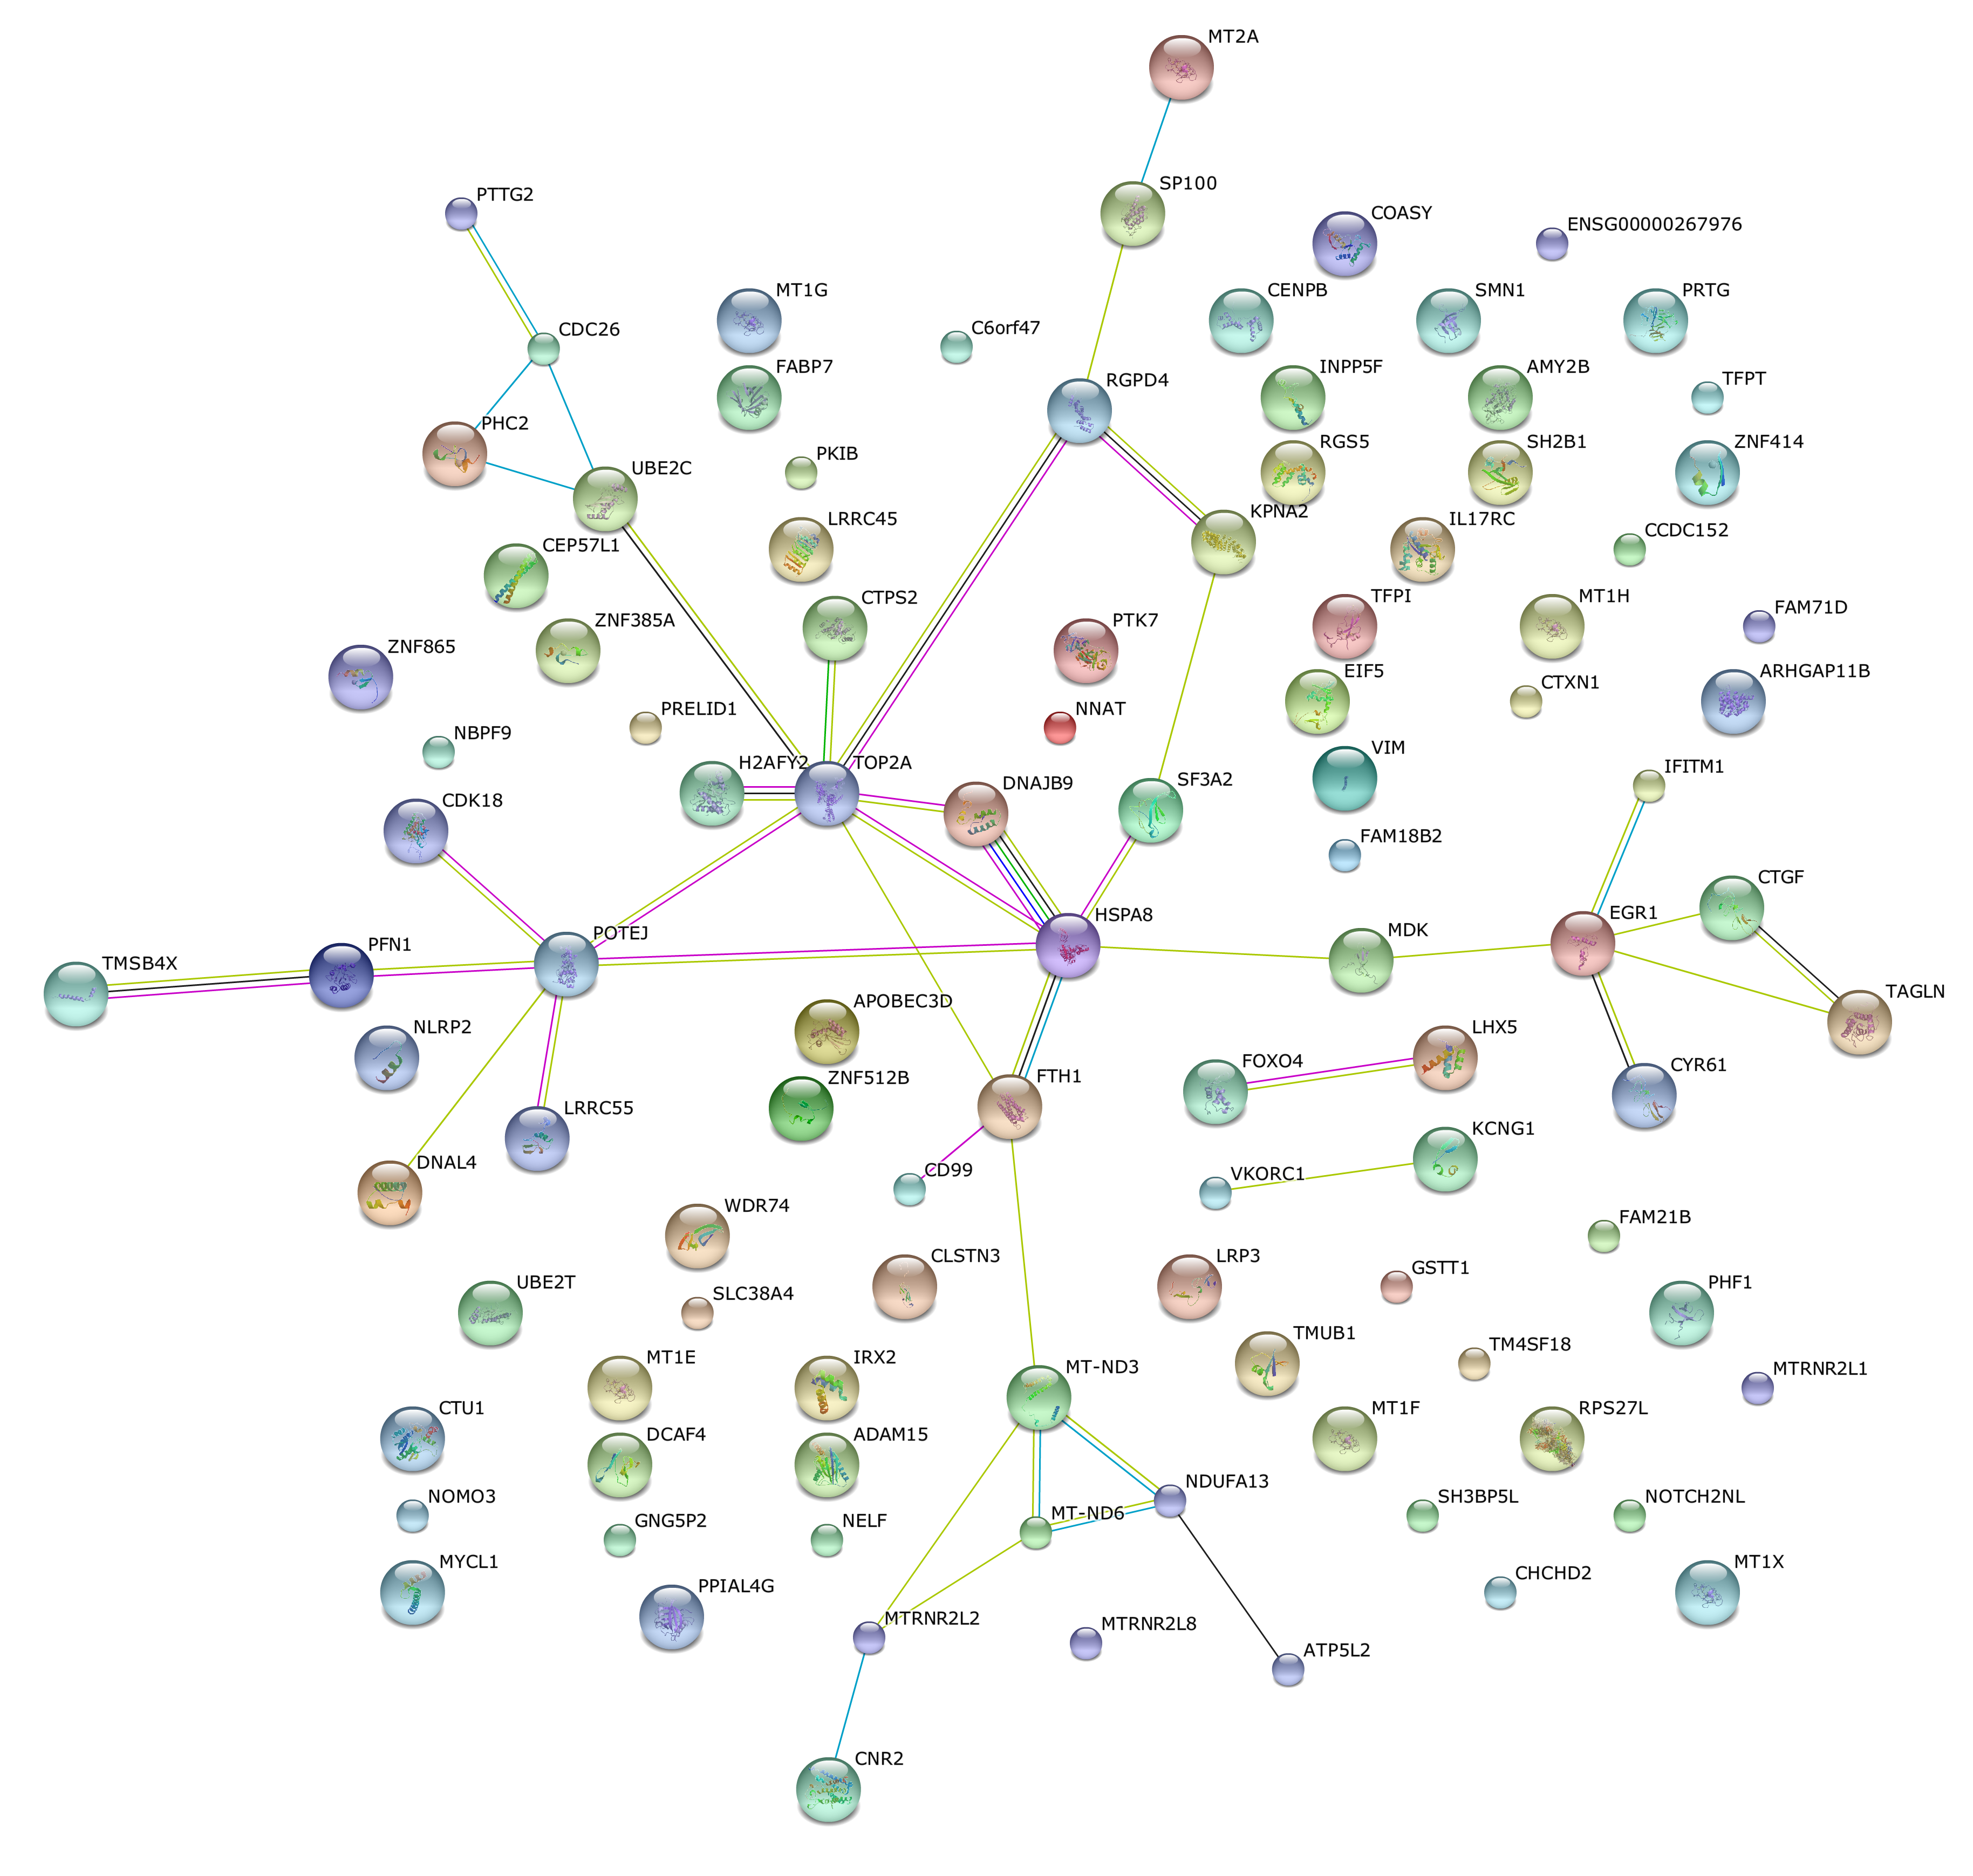 MT2A
SP100
PTTG2
COASY
ENSG00000267976
MT1G
CENPB
SMN1
PRTG
CDC26
C6orf47
FABP7
RGPD4
INPP5F
AMY2B
TFPT
PHC2
UBE2C
PKIB
RGS5
SH2B1
ZNF414
KPNA2
LRRC45
IL17RC
CCDC152
CEP57L1
CTPS2
TFPI
MT1H
FAM71D
ZNF385A
PTK7
ZNF865
EIF5
CTXN1
ARHGAP11B
PRELID1
NNAT
NBPF9
VIM
H2AFY2
TOP2A
IFITM1
DNAJB9
SF3A2
CDK18
FAM18B2
CTGF
HSPA8
EGR1
POTEJ
MDK
PFN1
TMSB4X
TAGLN
APOBEC3D
NLRP2
LHX5
FOXO4
ZNF512B
FTH1
CYR61
LRRC55
KCNG1
DNAL4
CD99
VKORC1
WDR74
FAM21B
CLSTN3
LRP3
GSTT1
UBE2T
SLC38A4
PHF1
TMUB1
TM4SF18
MT1E
IRX2
MT-ND3
MTRNR2L1
CTU1
MT1F
RPS27L
DCAF4
ADAM15
NDUFA13
NOMO3
SH3BP5L
NOTCH2NL
GNG5P2
NELF
MT-ND6
MYCL1
CHCHD2
MT1X
PPIAL4G
MTRNR2L2
MTRNR2L8
ATP5L2
CNR2